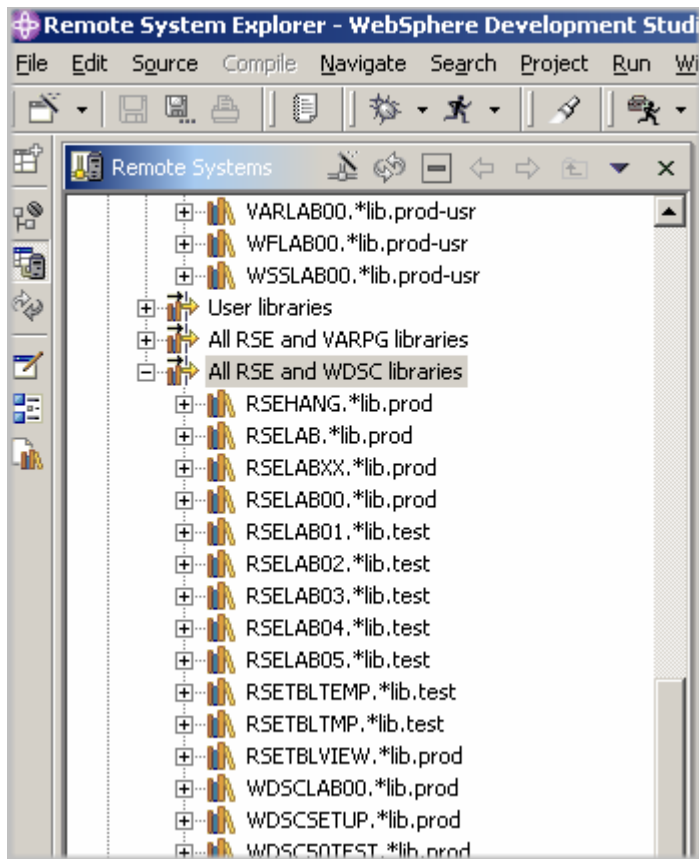 Remote System Explorer - WebSphere Development Studi
File Edit Source Compile Navigate Search Project Run Wi
Remote Systems
VARLAB00.*lib.prod-usr
WFLAB00.*lib.prod-usr
WSSLAB00.*lib.prod-usr
User libraries
All RSE and VARPG libraries
All RSE and WDSC libraries
RSEHANG.*lib.prod
RSELAB.*lib.prod
RSELABXX.*lib.prod
RSELAB00.*lib.prod
RSELAB01.*lib.test
RSELAB02.*lib.test
RSELAB03.*lib.test
RSELAB04.*lib.test
RSELAB05.*lib.test
RSETBLTEMP.*lib.test
RSETBLTMP.*lib.test
RSETBLVIEW.*lib.prod
WDSCLAB00.*lib.prod
WDSCSETUP.*lib.prod
WDSC50TEST.*lib.prod